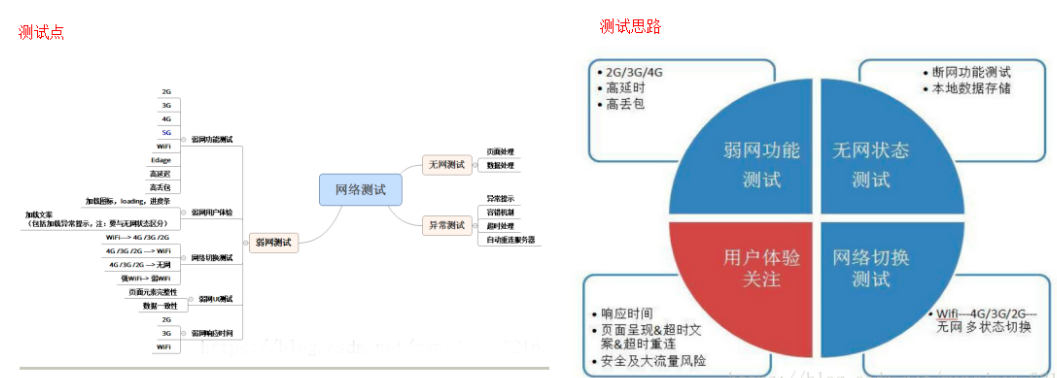 测试点
测试思路
2G
3G
4G
5G
WiFi
Edage
高延迟
高丢包
弱网功能测试
加载图标，loading，进度条
加载文案
（包括加载异常提示，注：要与无网状态区分）
弱网用户体验
WiFi---> 4G /3G /2G
4G /3G /2G ---> WiFi
4G /3G /2G ---> 无网
强WiFi--> 弱WiFi
网络切换测试
页面元素完整性
数据一致性
弱网UI测试
2G
3G
WiFi
弱网响应时间
弱网测试
网络测试
无网测试
页面处理
数据处理
异常测试
异常提示
容错机制
超时处理
自动重连服务器
• 2G/3G/4G
• 高延时
• 高丢包
• 断网功能测试
• 本地数据存储
弱网功能
测试
无网状态
测试
用户体验
关注
网络切换
测试
• 响应时间
• 页面呈现&超时文
案&超时重连
• 安全及大流量风险
• Wifi---4G/3G/2G---
无网多状态切换